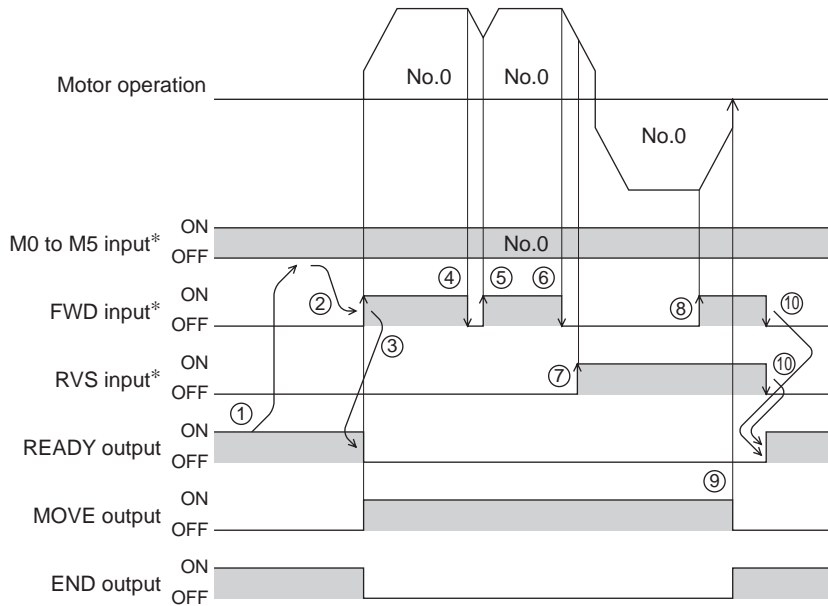 No.0
No.0
Motor operation
No.0
ON
M0 to M5 input*
No.0
OFF
ON
④ ⑤ ⑥
FWD input*
② ⑧ ⑩
OFF
③
ON
RVS input*
⑦ ⑩
OFF
①
ON
READY output
OFF
⑨
ON
MOVE output
OFF
ON
END output
OFF